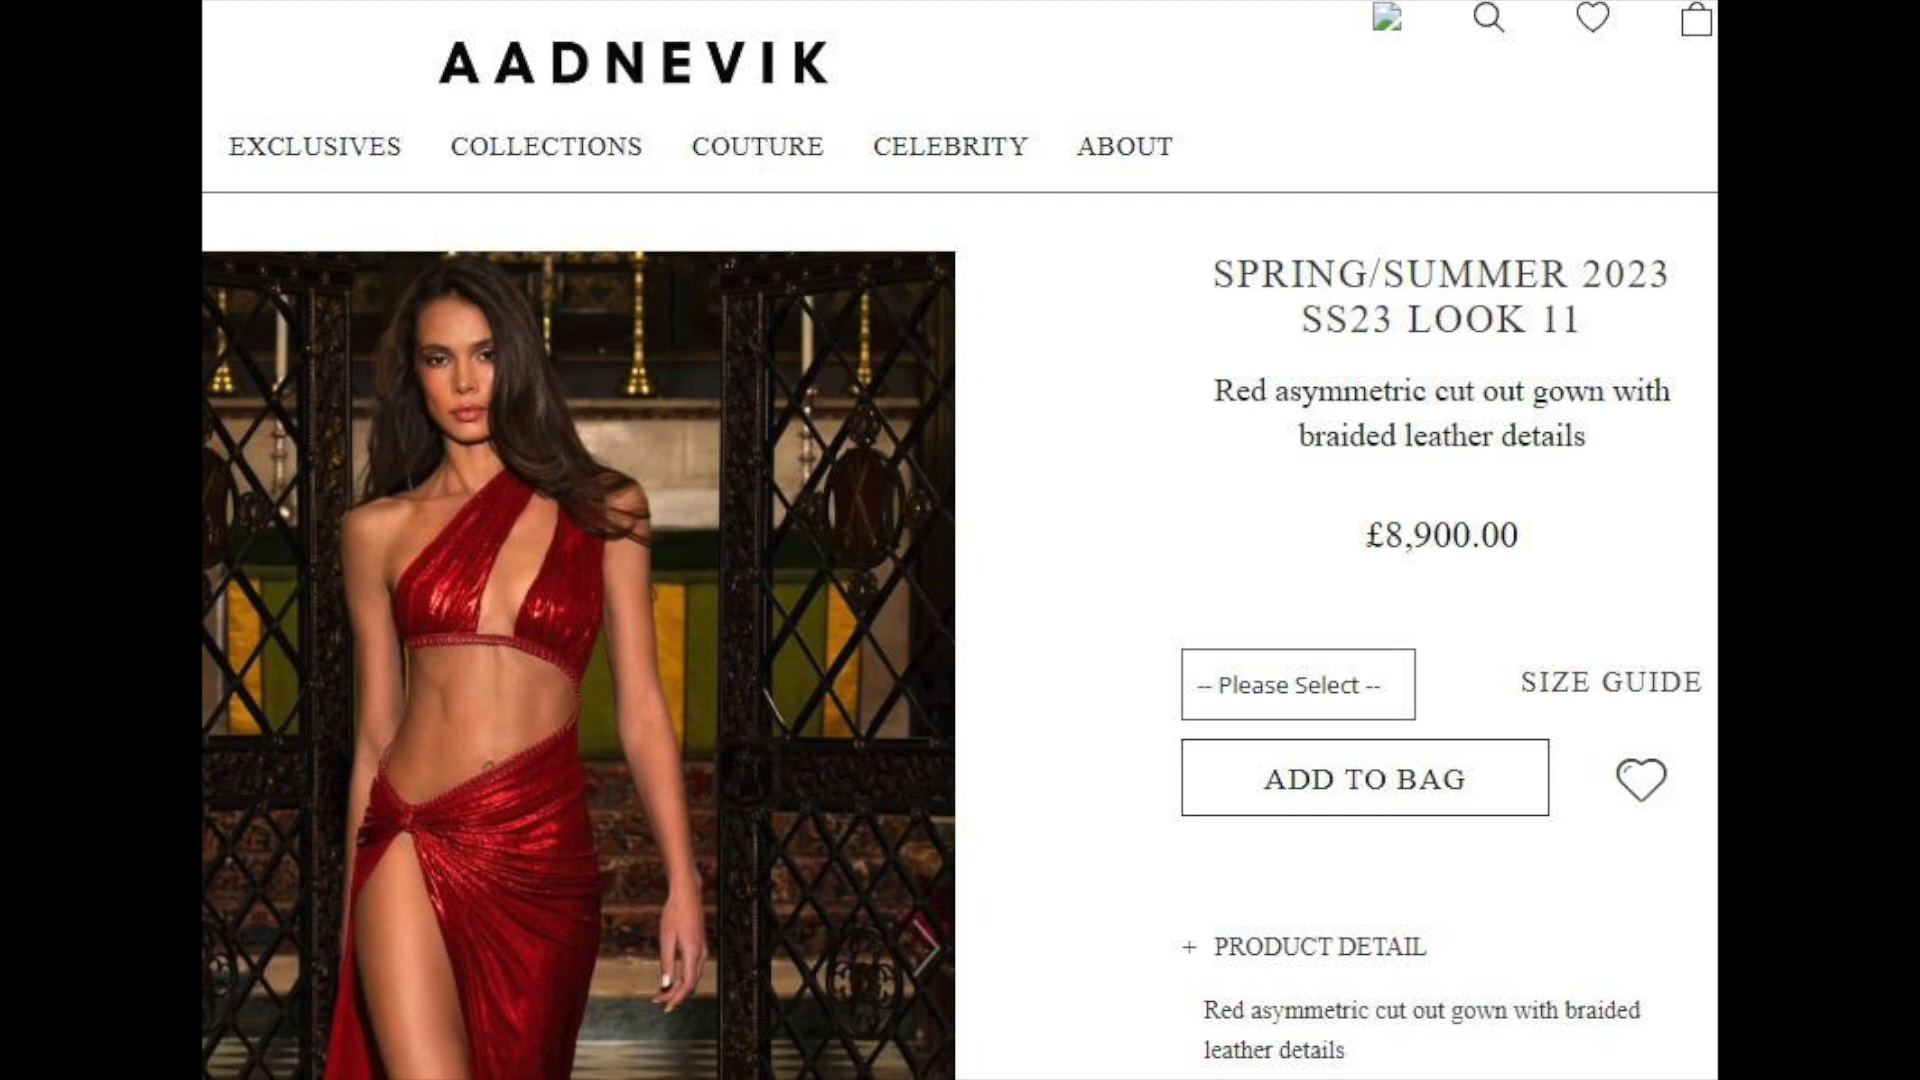 AADNEVIK
EXCLUSIVES COLLECTIONS COUTURE CELEBRITY ABOUT
SPRING/SUMMER 2023
SS23 LOOK 11
Red asymmetric cut out gown with
braided leather details
£8,900.00
-- Please Select --
SIZE GUIDE
ADD TO BAG
+ PRODUCT DETAIL
Red asymmetric cut out gown with braided
leather details